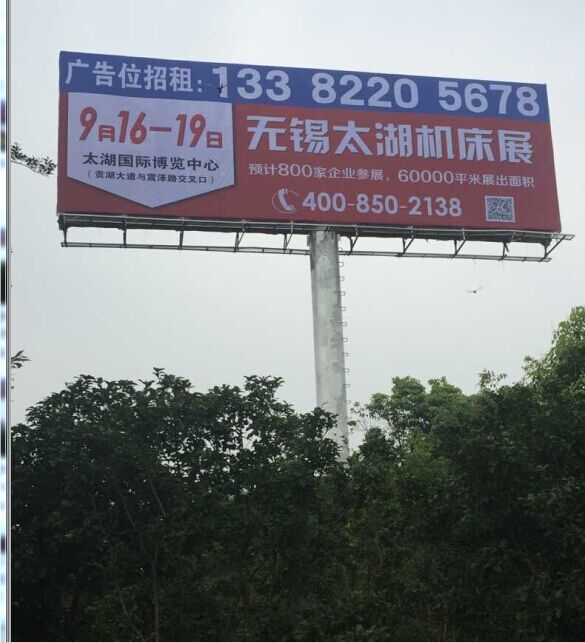 广告位招租：133 8220 5678
9月16—19日
太湖国际博览中心
（贡湖大道与震泽路交叉口）
无锡太湖机床展
预计800家企业参展，60000平米展出面积
400-850-2138